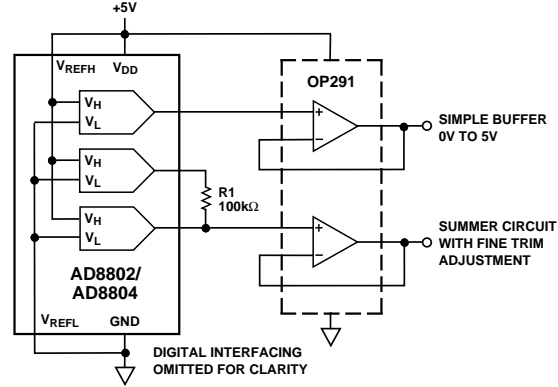 +5V
VREFH VDD
OP291
VH
VL
+
−
SIMPLE BUFFER
0V TO 5V
VH
VL
R1
100kΩ
VH
VL
+
−
SUMMER CIRCUIT
WITH FINE TRIM
ADJUSTMENT
AD8802/
AD8804
VREFL GND
DIGITAL INTERFACING
OMITTED FOR CLARITY